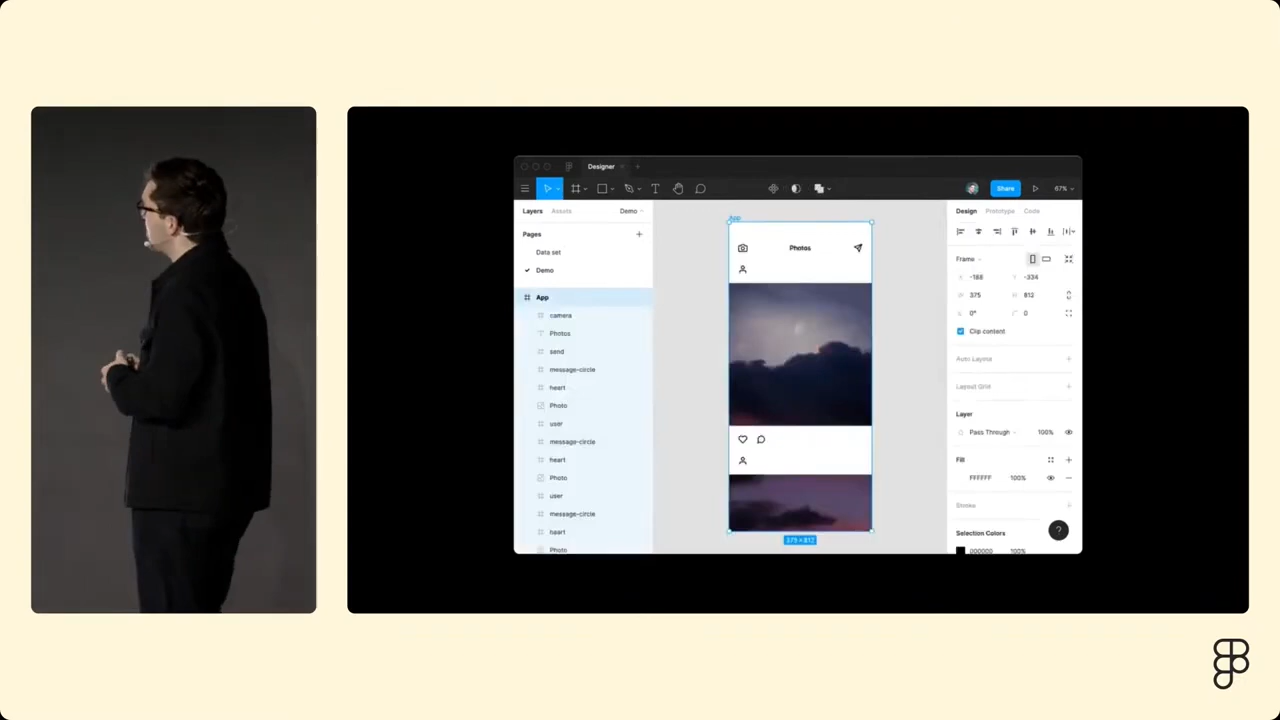 Designer
Share
67%
Layers Assets Demo
Pages
Data set
Demo
App
camera
Photos
send
message-circle
heart
Photo
user
message-circle
heart
Photo
user
message-circle
heart
Photo
App
Photos
375 × 812
Design Prototype Code
Frame
X -188 Y -334
W 375 H 812
0° 0
Clip content
Auto Layout
Layout Grid
Layer
Pass Through 100%
Fill
FFFFFF 100%
Stroke
?
Selection Colors
000000 100%